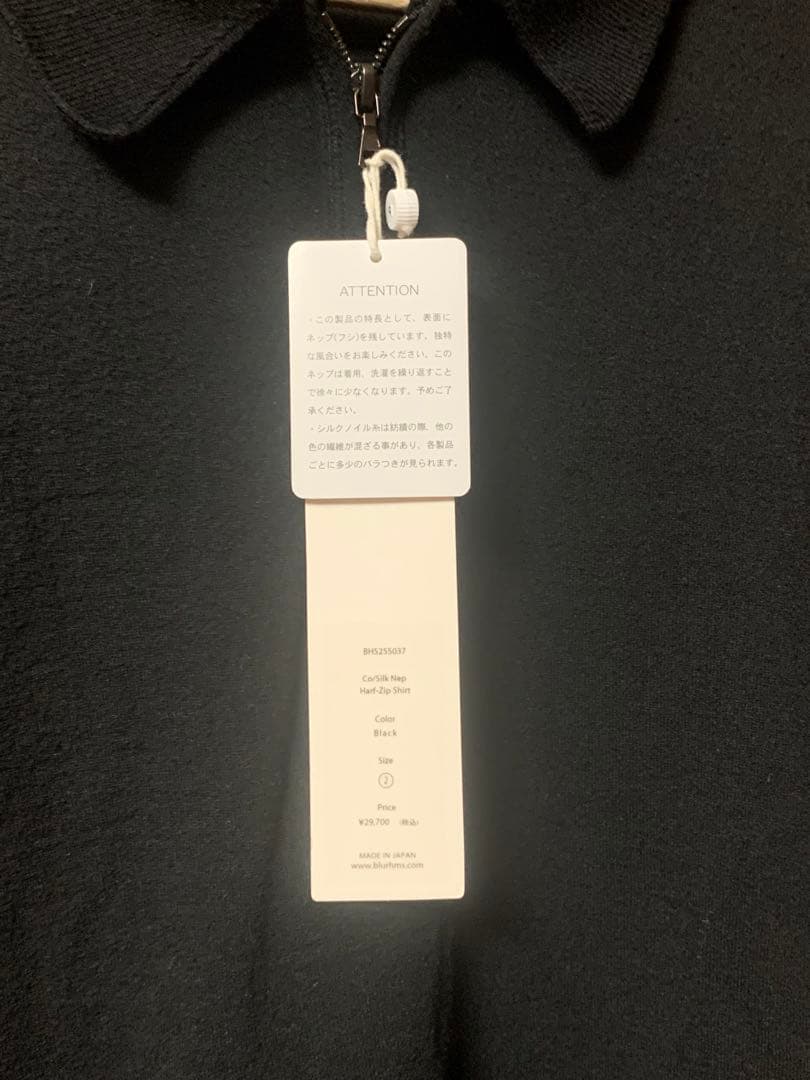 ATTENTION
・この製品の特長として、表面に
ネップ(フシ)を残しています。独特
な風合いをお楽しみください。この
ネップは着用、洗濯を繰り返すこと
で徐々に少なくなります。予めご了
承ください。
・シルクノイル糸は紡績の際、他の
色の繊維が混ざる事があり、各製品
ごとに多少のバラつきが見られます。
BHS25S037
Co/Silk Nep
Harf-Zip Shirt
Color
Black
Size
2
Price
¥29,700 (税込)
MADE IN JAPAN
www.blurhms.com